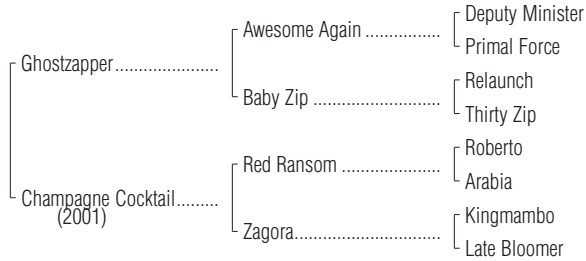 Deputy Minister
Awesome Again ................
Primal Force
Ghostzapper......................
Relaunch
Baby Zip ...........................
Thirty Zip
Roberto
Red Ransom .....................
Arabia
Champagne Cocktail.........
(2001)
Kingmambo
Zagora...............................
Late Bloomer